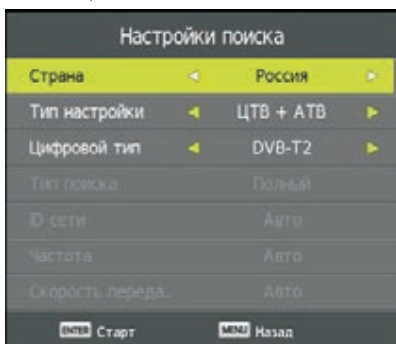 Настройки поиска
Страна Россия
Тип настройки ЦТВ + АТВ
Цифровой тип DVB-T2
Тип поиска Полный
ID сети Авто
Частота Авто
Скорость переда.. Авто
ENTER Старт MENU Назад